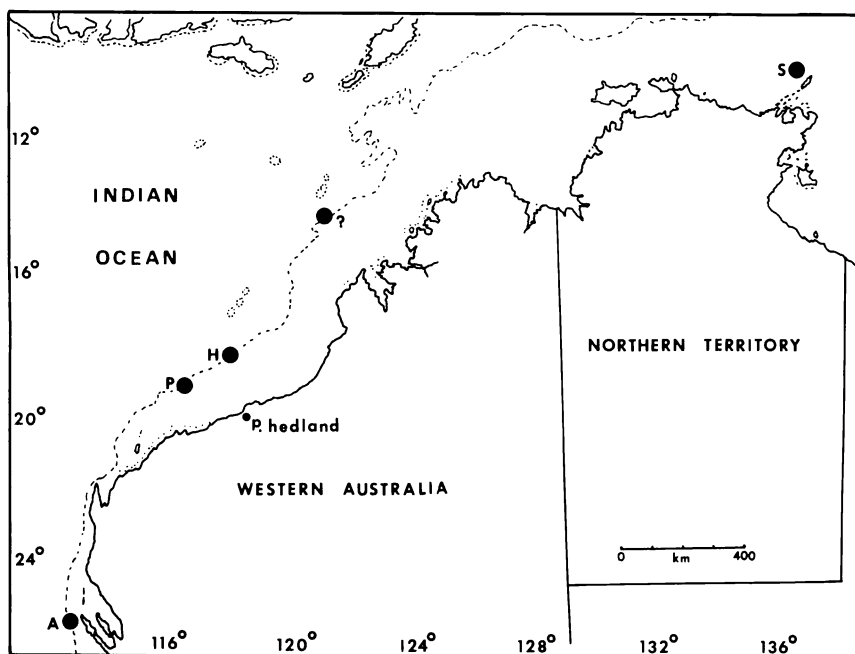 S
12°
INDIAN
OCEAN
?
16°
H
NORTHERN TERRITORY
P
20°
P. hedland
WESTERN AUSTRALIA
0 400
km
24°
A
116° 120° 124° 128° 132° 136°